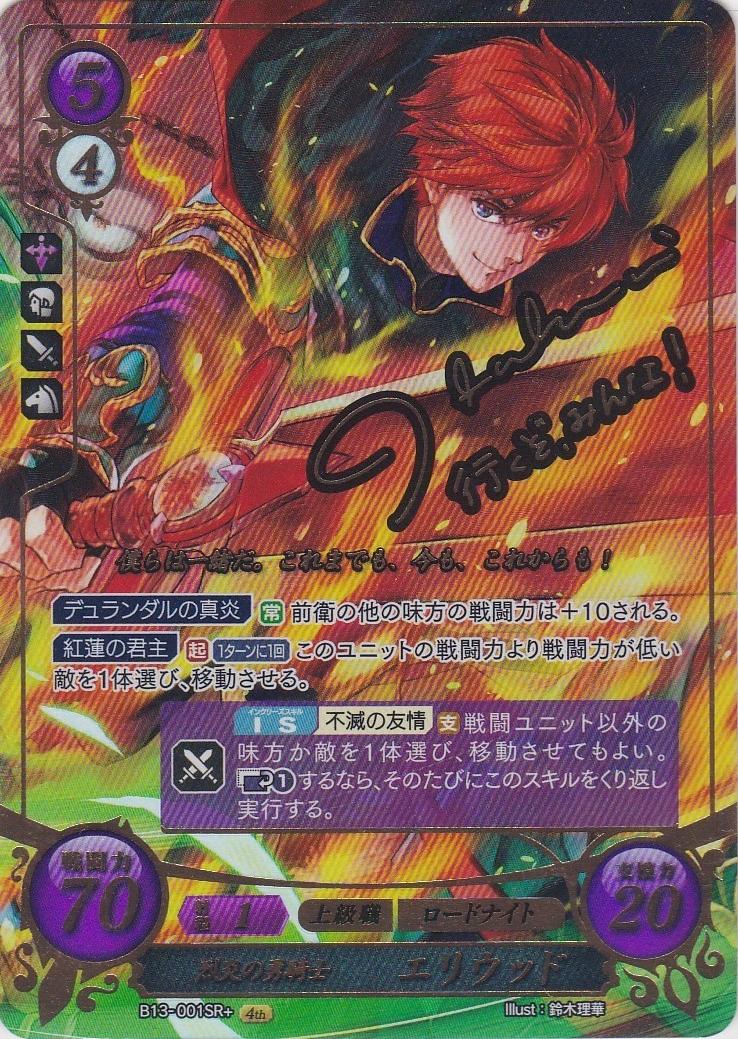 5
4
行くぞ、みんな!
僕らは一緒だ。これまでも、今も、これからも!
デュランダルの真炎 常 前衛の他の味方の戦闘力は+10される。
紅蓮の君主 起 1ターンに1回 このユニットの戦闘力より戦闘力が低い
敵を1体選び、移動させる。
インクリーズスキル
IS 不滅の友情 支 戦闘ユニット以外の
味方か敵を1体選び、移動させてもよい。
1するなら、そのたびにこのスキルをくり返し
実行する。
戦闘力
70
射程 1 上級職 ロードナイト
支援力
20
烈炎の勇騎士 エリウッド
B13-001SR+ 4th Illust:鈴木理華